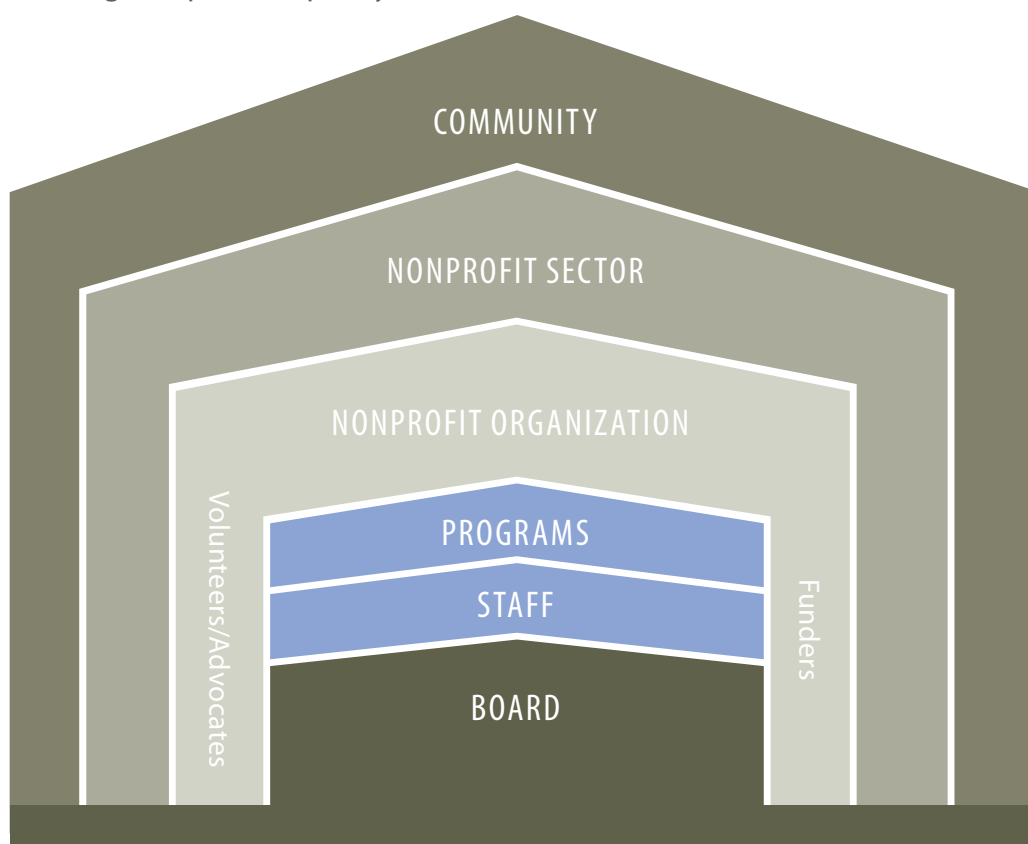 COMMUNITY
NONPROFIT SECTOR
NONPROFIT ORGANIZATION
PROGRAMS
STAFF
BOARD
Volunteers/Advocates
Funders